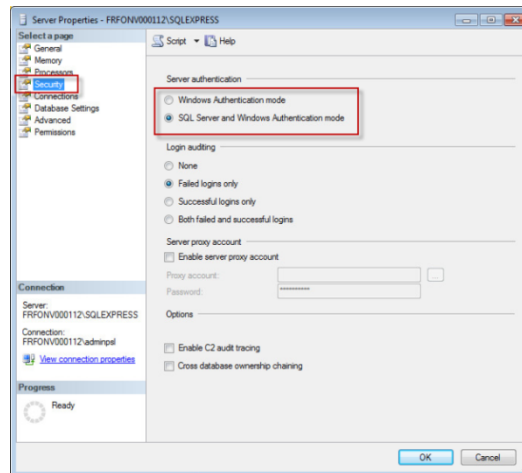 Server Properties - FRFONV000112\SQLEXPRESS
Select a page
General
Memory
Processors
Security
Connections
Database Settings
Advanced
Permissions
Script
Help
Server authentication
Windows Authentication mode
SQL Server and Windows Authentication mode
Login auditing
None
Failed logins only
Successful logins only
Both failed and successful logins
Server proxy account
Enable server proxy account
Proxy account:
...
Password:
Options
Enable C2 audit tracing
Cross database ownership chaining
Connection
Server:
FRFONV000112\SQLEXPRESS
Connection:
FRFONV000112\adminpsl
View connection properties
Progress
Ready
OK
Cancel